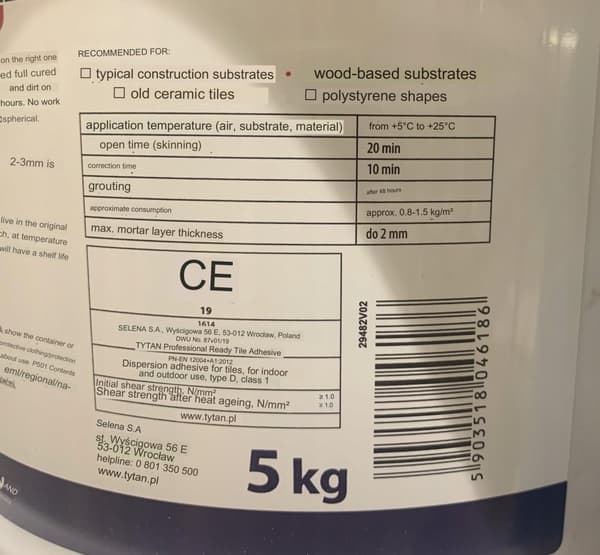 on the right one
ed full cured
and dirt on
hours. No work
spherical.
2-3mm is
live in the original
ch, at temperature
will have a shelf life
& show the container or
protective clothing/protection
about use. P501 Contents
eml/regional/na-
RECOMMENDED FOR:
☐ typical construction substrates • wood-based substrates
☐ old ceramic tiles ☐ polystyrene shapes
application temperature (air, substrate, material) from +5°C to +25°C
open time (skinning) 20 min
correction time 10 min
grouting after 48 hours
approximate consumption approx. 0.8-1.5 kg/m²
max. mortar layer thickness do 2 mm
CE
19
1614
SELENA S.A., Wyścigowa 56 E, 53-012 Wrocław, Poland
DWU No. 87v01/19
TYTAN Professional Ready Tile Adhesive
PN-EN 12004+A1:2012
Dispersion adhesive for tiles, for indoor
and outdoor use, type D, class 1
Initial shear strength, N/mm² ≥ 1.0
Shear strength after heat ageing, N/mm² ≥ 1.0
www.tytan.pl
Selena S.A
st. Wyścigowa 56 E
53-012 Wrocław
helpline: 0 801 350 500
www.tytan.pl
5 kg
29482V02
5 903518 046186